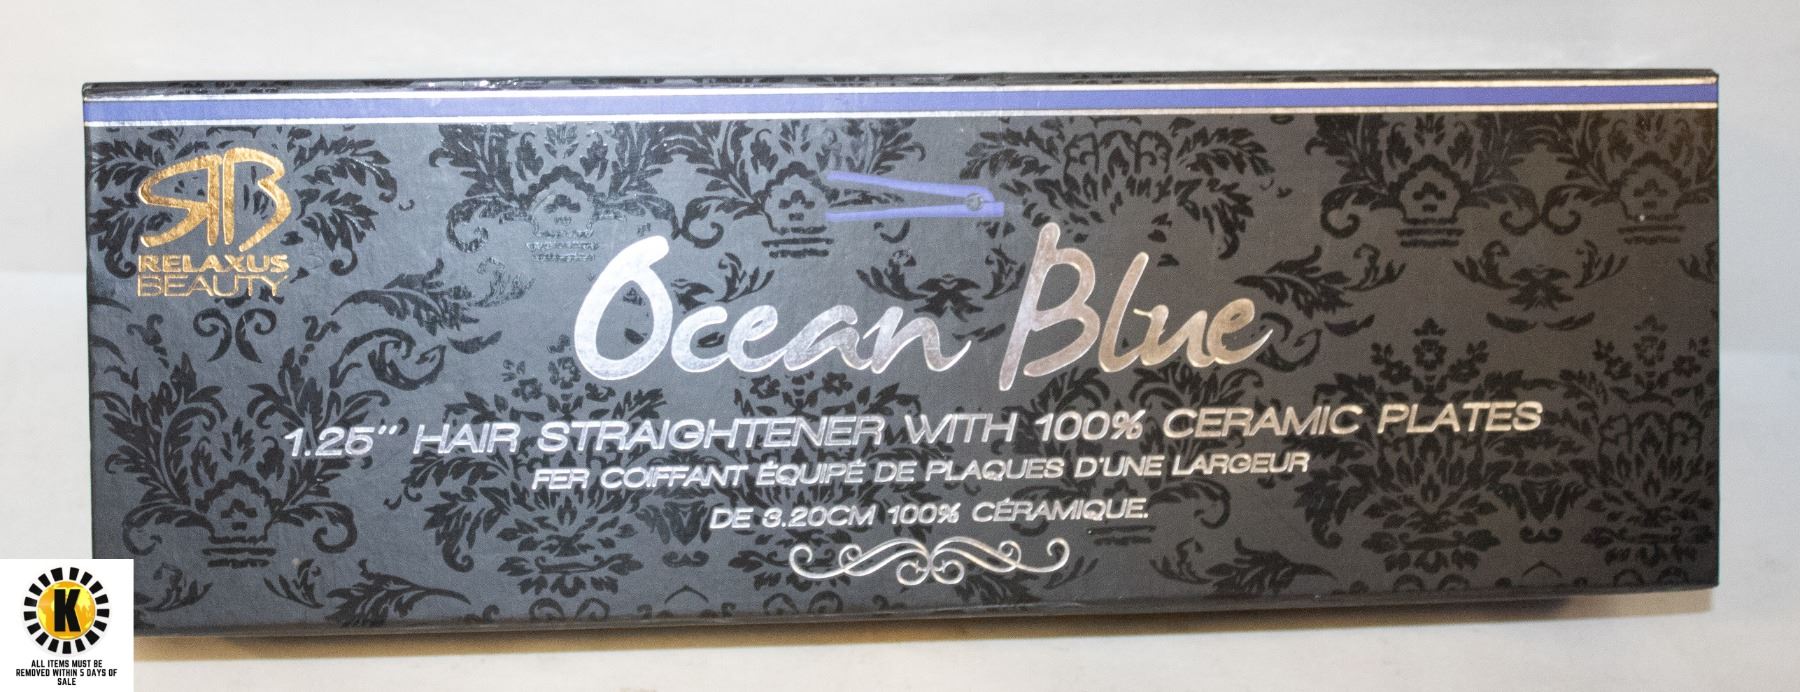 RB
RELAXUS
BEAUTY
Ocean Blue
1.25'' HAIR STRAIGHTENER WITH 100% CERAMIC PLATES
FER COIFFANT ÉQUIPÉ DE PLAQUES D'UNE LARGEUR
DE 3.20CM 100% CÉRAMIQUE.
K
ALL ITEMS MUST BE
REMOVED WITHIN 5 DAYS OF
SALE